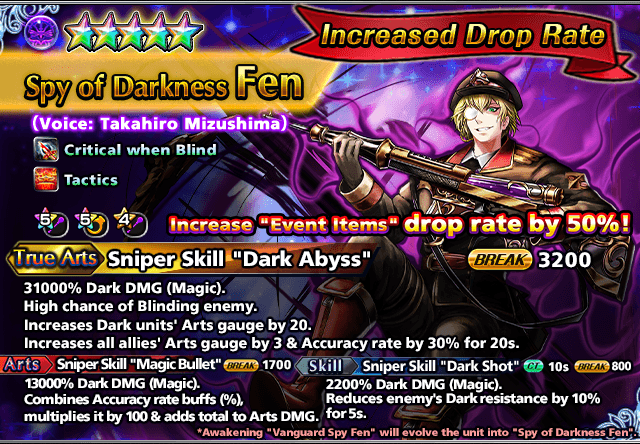 Increased Drop Rate
Spy of Darkness Fen
(Voice: Takahiro Mizushima)
Critical when Blind
Tactics
5 5 4
Increase "Event Items" drop rate by 50%!
True Arts Sniper Skill "Dark Abyss" BREAK 3200
31000% Dark DMG (Magic).
High chance of Blinding enemy.
Increases Dark units' Arts gauge by 20.
Increases all allies' Arts gauge by 3 & Accuracy rate by 30% for 20s.
Arts Sniper Skill "Magic Bullet" BREAK 1700
13000% Dark DMG (Magic).
Combines Accuracy rate buffs (%),
multiplies it by 100 & adds total to Arts DMG.
Skill Sniper Skill "Dark Shot" C.T. 10s BREAK 800
2200% Dark DMG (Magic).
Reduces enemy's Dark resistance by 10%
for 5s.
*Awakening "Vanguard Spy Fen" will evolve the unit into "Spy of Darkness Fen".